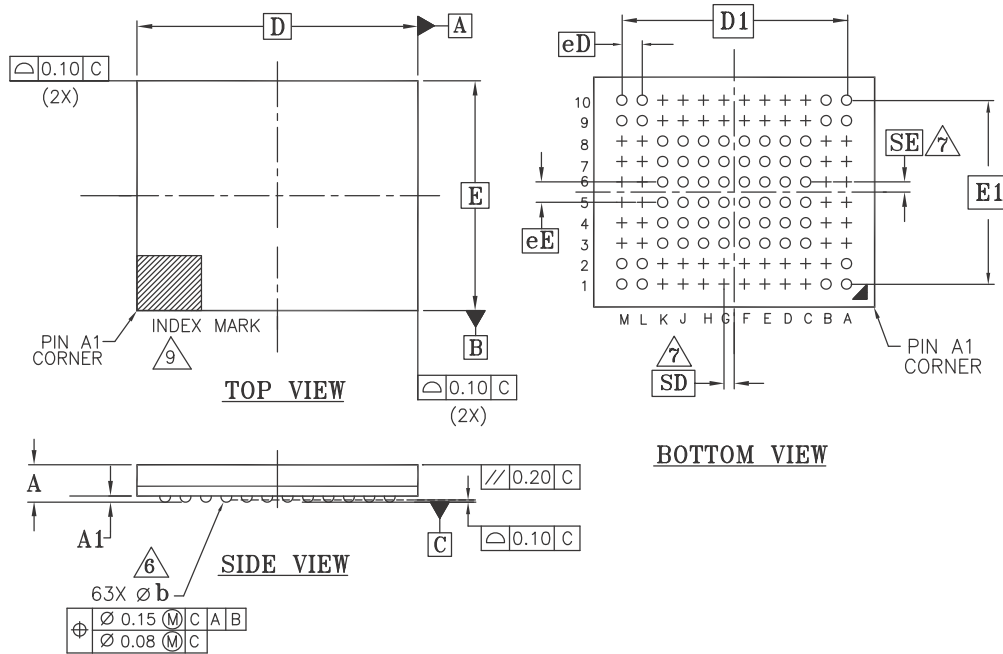 D
A
⌓ 0.10 C
(2X)
E
PIN A1
CORNER
INDEX MARK
9
B
⌓ 0.10 C
(2X)
TOP VIEW
D1
eD
10
9
8
7
6
5
4
3
2
1
SE 7
E1
eE
M L K J H G F E D C B A
7
SD
PIN A1
CORNER
BOTTOM VIEW
A
A1
// 0.20 C
C
⌓ 0.10 C
6
SIDE VIEW
63X Ø b
⌖ Ø 0.15 Ⓜ C A B
Ø 0.08 Ⓜ C